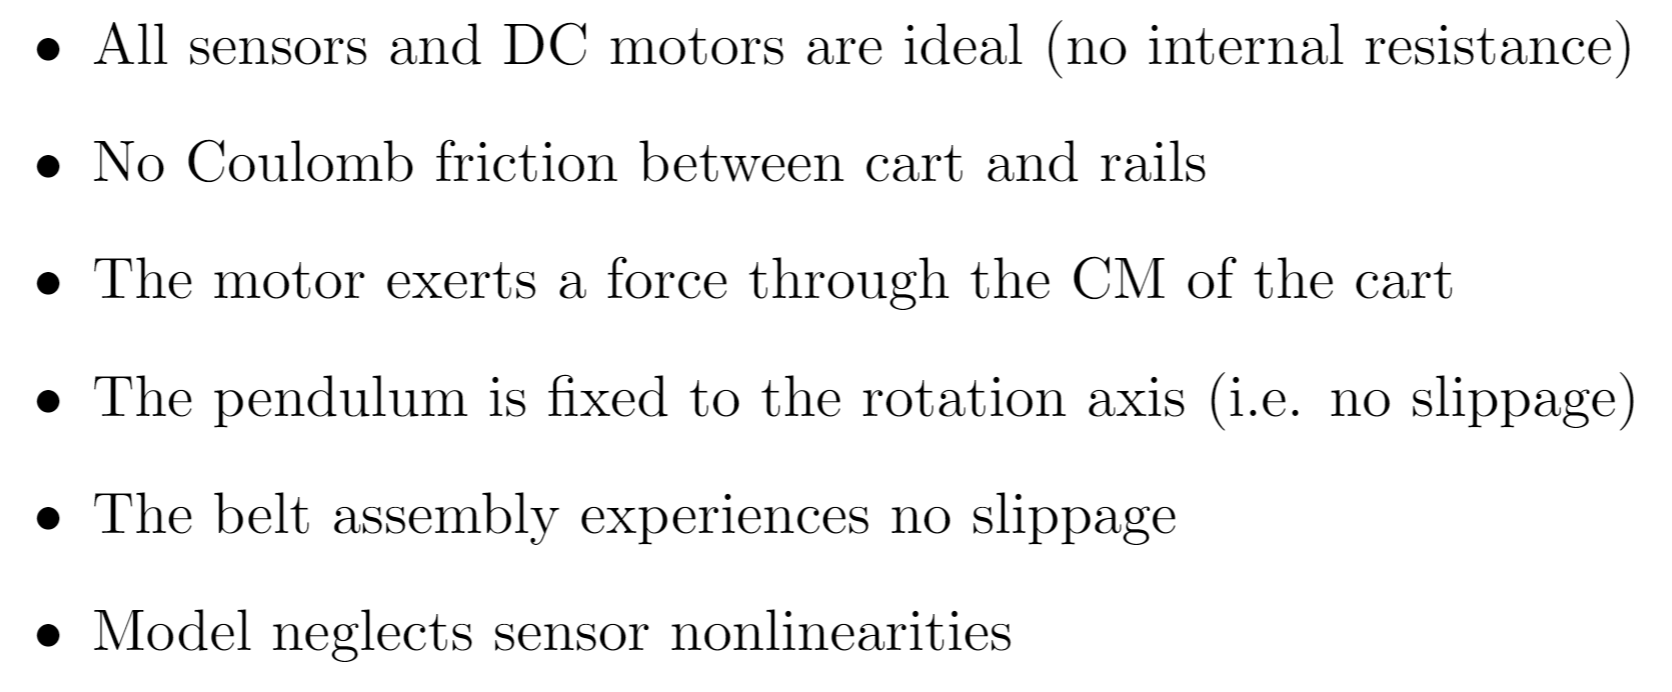 • All sensors and DC motors are ideal (no internal resistance)
• No Coulomb friction between cart and rails
• The motor exerts a force through the CM of the cart
• The pendulum is fixed to the rotation axis (i.e. no slippage)
• The belt assembly experiences no slippage
• Model neglects sensor nonlinearities